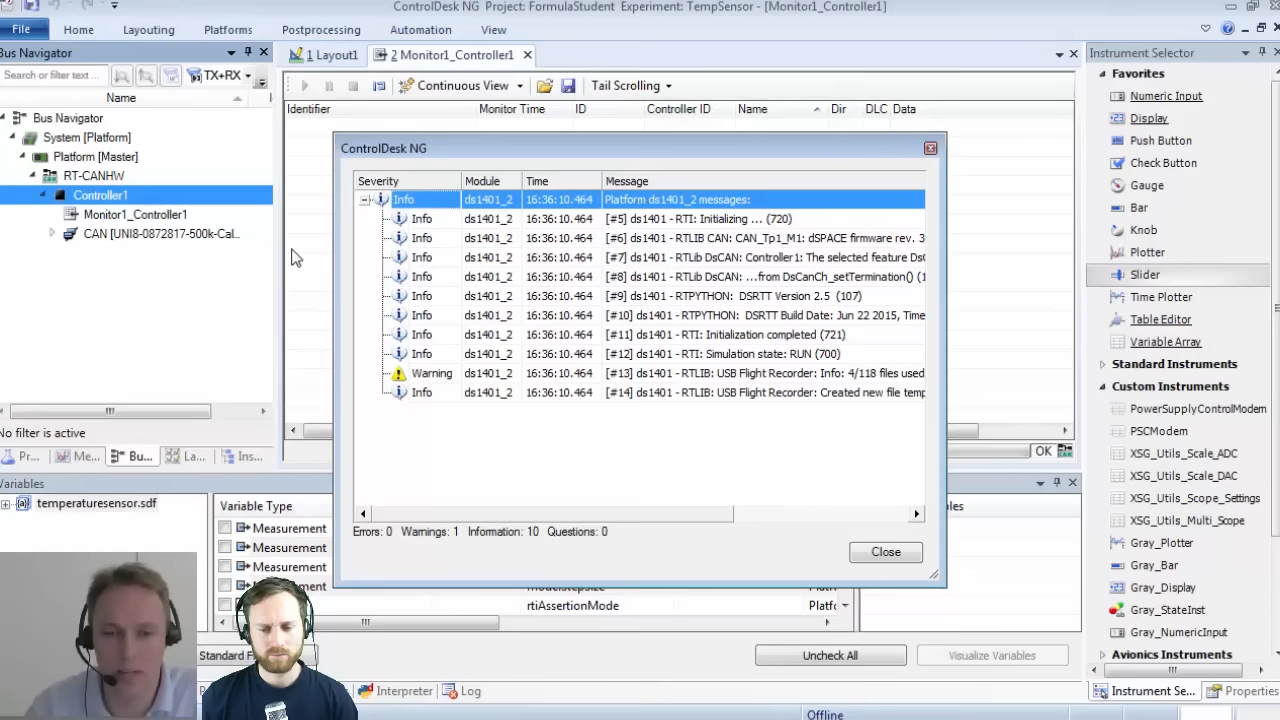 ControlDesk NG Project: FormulaStudent Experiment: TempSensor - [Monitor1_Controller1]
File Home Layouting Platforms Postprocessing Automation View
Bus Navigator
Search or filter text ...
TX+RX
Name
Bus Navigator
System [Platform]
Platform [Master]
RT-CANHW
Controller1
Monitor1_Controller1
CAN [UNI8-0872817-500k-Cal...
No filter is active
Pr... Me... Bu... La... Ins...
1 Layout1 2 Monitor1_Controller1
Continuous View Tail Scrolling
Identifier Monitor Time ID Controller ID Name Dir DLC Data
OK
ControlDesk NG
Severity Module Time Message
Info ds1401_2 16:36:10.464 Platform ds1401_2 messages:
Info ds1401_2 16:36:10.464 [#5] ds1401 - RTI: Initializing ... (720)
Info ds1401_2 16:36:10.464 [#6] ds1401 - RTLIB CAN: CAN_Tp1_M1: dSPACE firmware rev. 3
Info ds1401_2 16:36:10.464 [#7] ds1401 - RTLib DsCAN: Controller1: The selected feature DsC
Info ds1401_2 16:36:10.464 [#8] ds1401 - RTLib DsCAN: ...from DsCanCh_setTermination() (1
Info ds1401_2 16:36:10.464 [#9] ds1401 - RTPYTHON: DSRTT Version 2.5 (107)
Info ds1401_2 16:36:10.464 [#10] ds1401 - RTPYTHON: DSRTT Build Date: Jun 22 2015, Time
Info ds1401_2 16:36:10.464 [#11] ds1401 - RTI: Initialization completed (721)
Info ds1401_2 16:36:10.464 [#12] ds1401 - RTI: Simulation state: RUN (700)
Warning ds1401_2 16:36:10.464 [#13] ds1401 - RTLIB: USB Flight Recorder: Info: 4/118 files used
Info ds1401_2 16:36:10.464 [#14] ds1401 - RTLIB: USB Flight Recorder: Created new file temp
Errors: 0 Warnings: 1 Information: 10 Questions: 0
Close
Variables
temperaturesensor.sdf
Variable Type
Measurement
Measurement
Measurement
Measurement
rtiAssertionMode Platfo
Standard F
Uncheck All Visualize Variables
Interpreter Log
Offline
Instrument Selector
Favorites
Numeric Input
Display
Push Button
Check Button
Gauge
Bar
Knob
Plotter
Slider
Time Plotter
Table Editor
Variable Array
Standard Instruments
Custom Instruments
PowerSupplyControlModem
PSCModem
XSG_Utils_Scale_ADC
XSG_Utils_Scale_DAC
XSG_Utils_Scope_Settings
XSG_Utils_Multi_Scope
Gray_Plotter
Gray_Bar
Gray_Display
Gray_StateInst
Gray_NumericInput
Avionics Instruments
Instrument Se... Properties